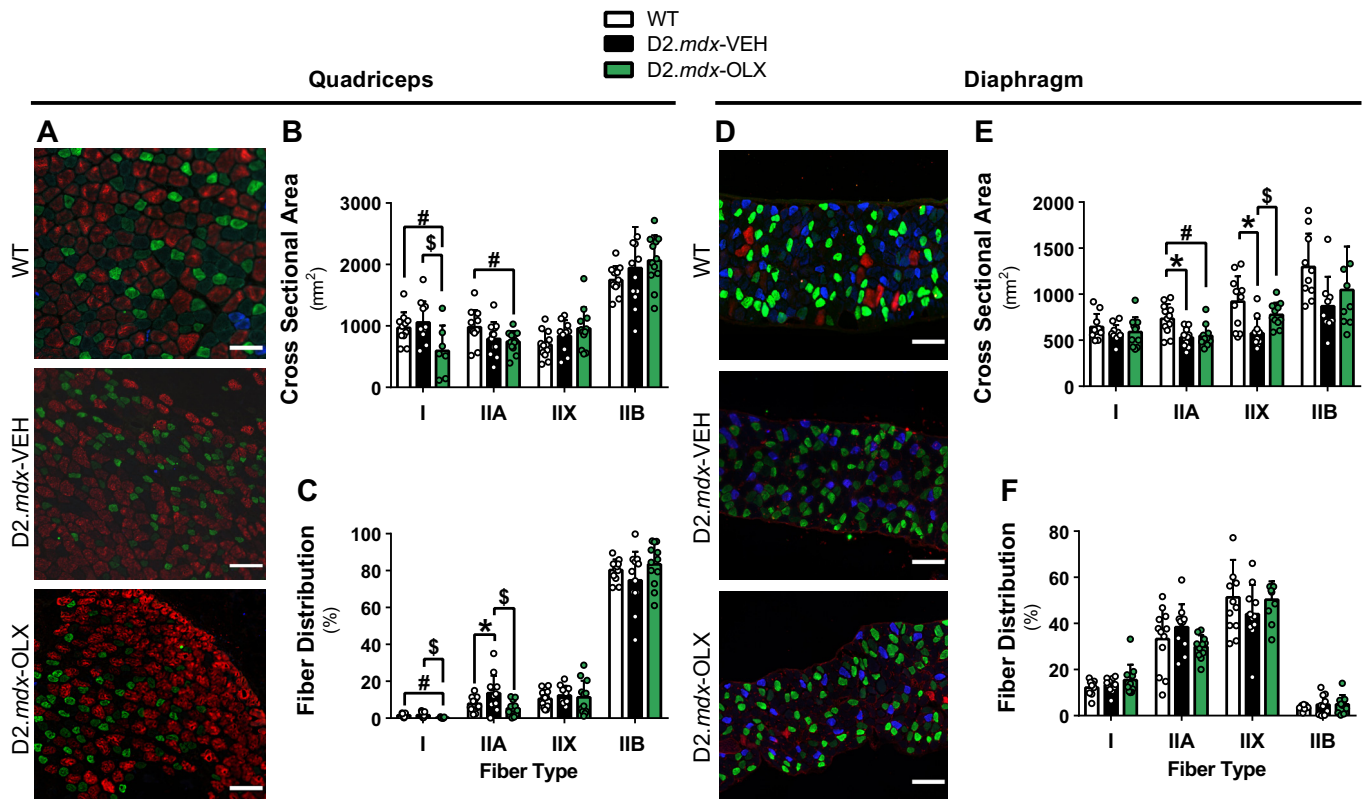 WT
D2.mdx-VEH
D2.mdx-OLX
Quadriceps
Diaphragm
A
WT
D2.mdx-VEH
D2.mdx-OLX
B
Cross Sectional Area
(mm²)
3000
2000
1000
0
#
$
#
I IIA IIX IIB
C
Fiber Distribution
(%)
100
80
60
40
20
0
#
$
*
$
I IIA IIX IIB
Fiber Type
D
WT
D2.mdx-VEH
D2.mdx-OLX
E
Cross Sectional Area
(mm²)
2000
1500
1000
500
0
*
#
*
$
I IIA IIX IIB
F
Fiber Distribution
(%)
80
60
40
20
0
I IIA IIX IIB
Fiber Type